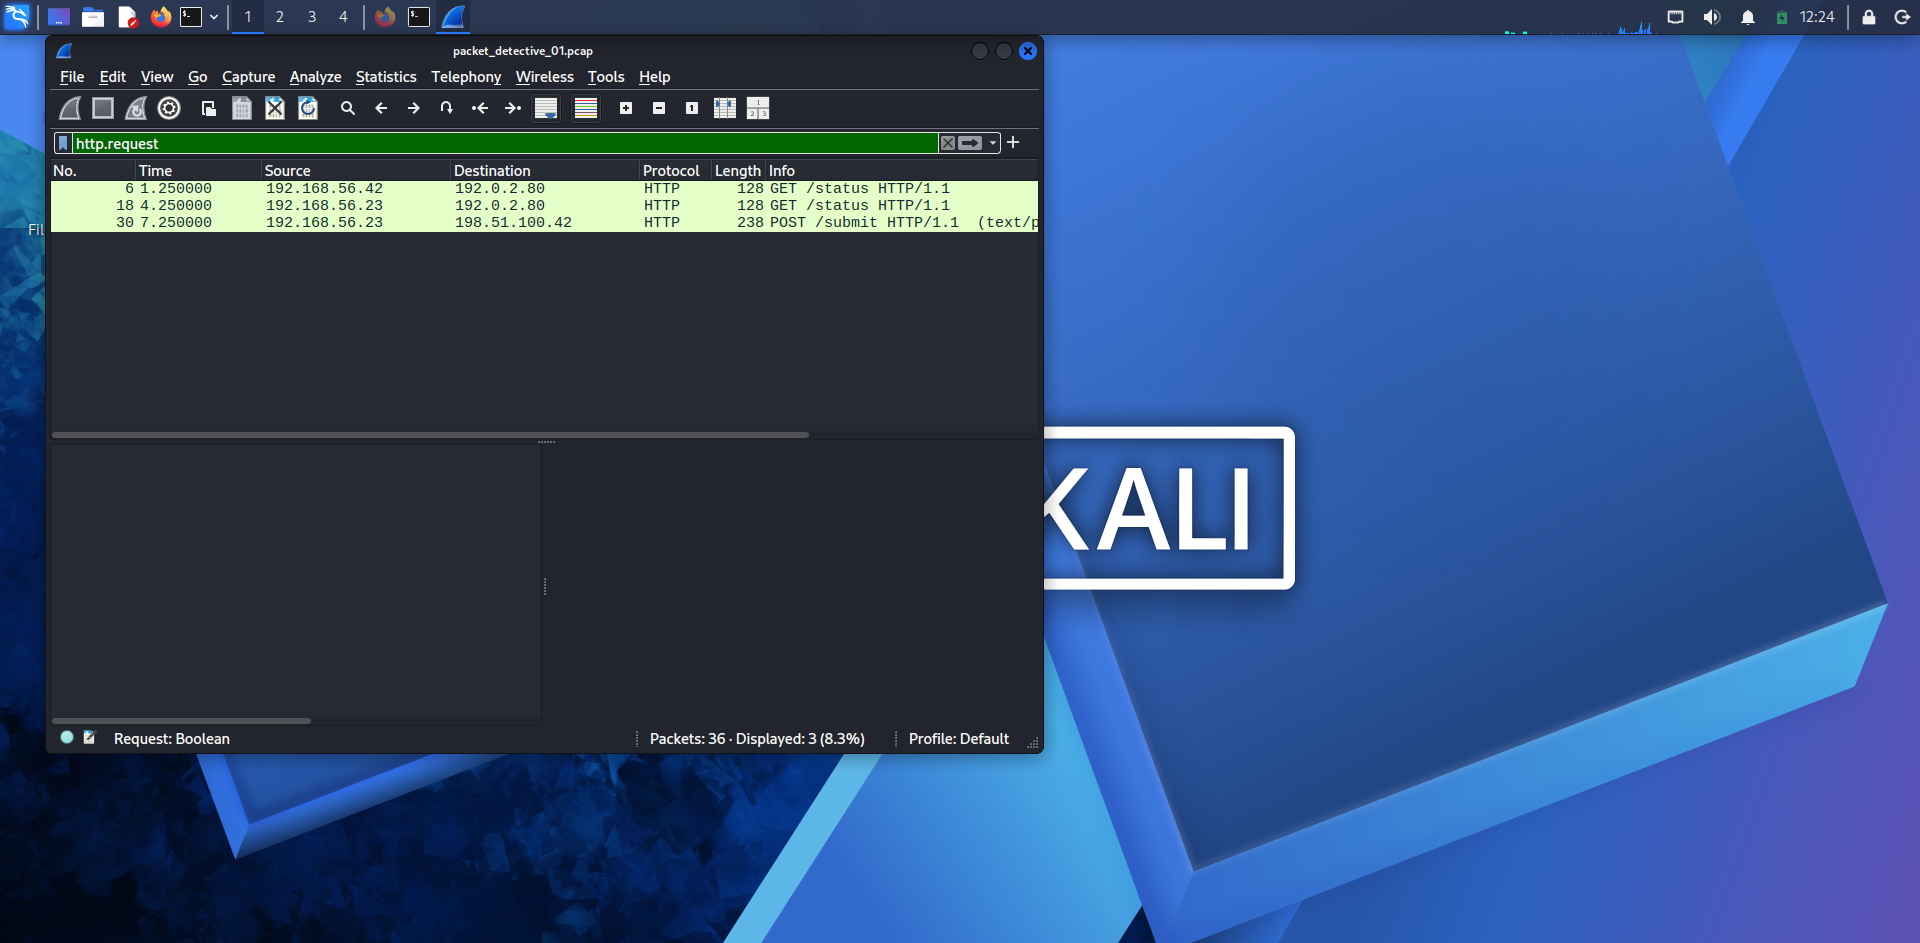 1 2 3 4 12:24
packet_detective_01.pcap
File Edit View Go Capture Analyze Statistics Telephony Wireless Tools Help
http.request
No. Time Source Destination Protocol Length Info
6 1.250000 192.168.56.42 192.0.2.80 HTTP 128 GET /status HTTP/1.1
18 4.250000 192.168.56.23 192.0.2.80 HTTP 128 GET /status HTTP/1.1
30 7.250000 192.168.56.23 198.51.100.42 HTTP 238 POST /submit HTTP/1.1 (text/p
Fil
KALI
Request: Boolean Packets: 36 · Displayed: 3 (8.3%) Profile: Default